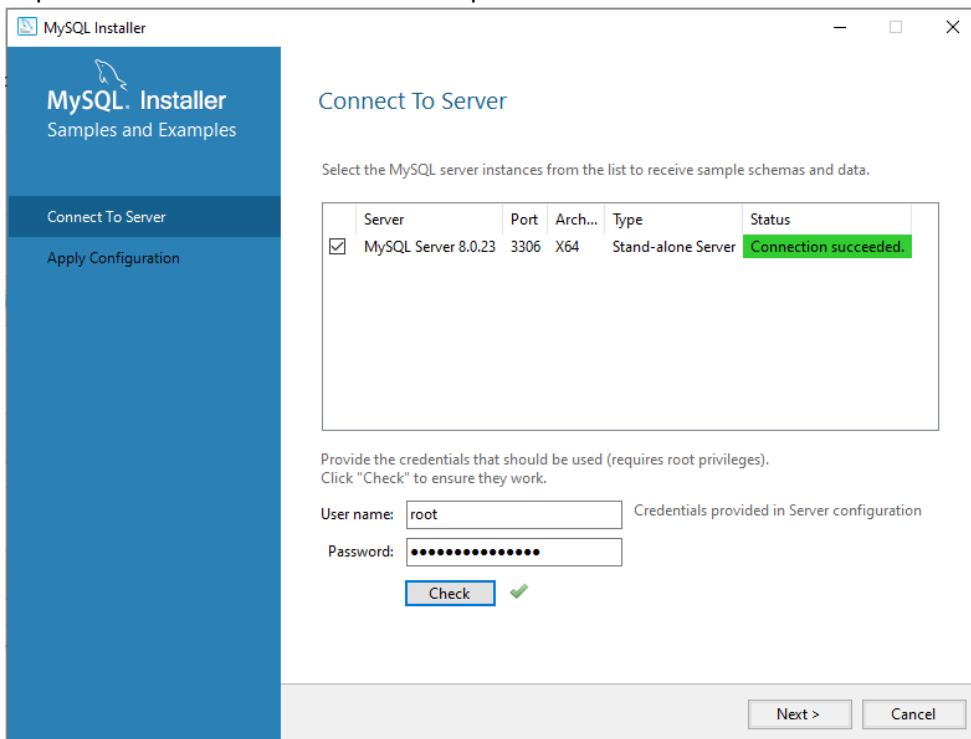 MySQL Installer
MySQL. Installer
Samples and Examples
Connect To Server
Apply Configuration
Connect To Server
Select the MySQL server instances from the list to receive sample schemas and data.
Server Port Arch... Type Status
MySQL Server 8.0.23 3306 X64 Stand-alone Server Connection succeeded.
Provide the credentials that should be used (requires root privileges).
Click "Check" to ensure they work.
User name: root Credentials provided in Server configuration
Password: ●●●●●●●●●●●●●●●
Check
Next > Cancel